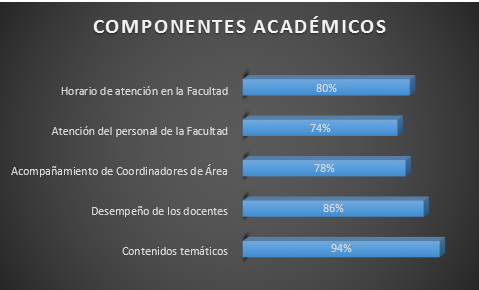 COMPONENTES ACADÉMICOS
Horario de atención en la Facultad 80%
Atención del personal de la Facultad 74%
Acompañamiento de Coordinadores de Área 78%
Desempeño de los docentes 86%
Contenidos temáticos 94%